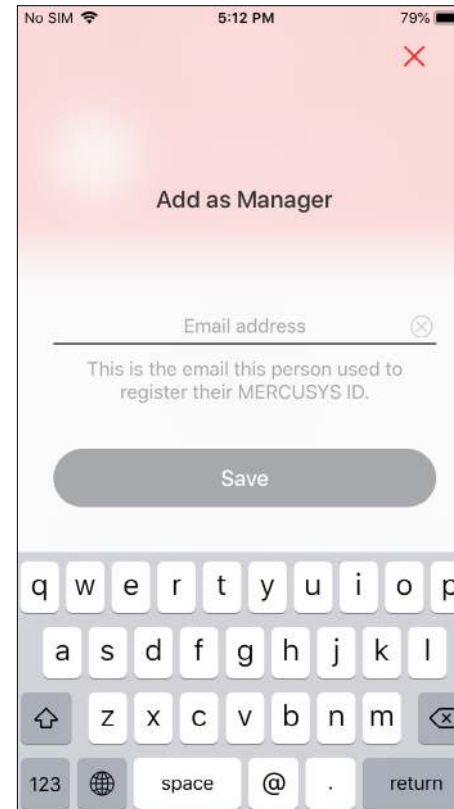 No SIM 5:12 PM 79%
Add as Manager
Email address
This is the email this person used to
register their MERCUSYS ID.
Save
q w e r t y u i o p
a s d f g h j k l
z x c v b n m
123 space @ . return